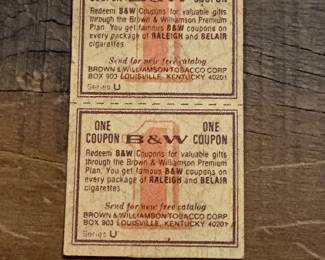 COUPON B&W COUPON
Redeem B&W Coupons for valuable gifts
through the Brown & Williamson Premium
Plan. You get famous B&W coupons
on every package of RALEIGH and BELAIR
cigarettes.
Send for new free catalog
BROWN & WILLIAMSON TOBACCO CORP.
BOX 903 LOUISVILLE, KENTUCKY 40201
Series U
ONE COUPON B&W ONE COUPON
Redeem B&W Coupons for valuable gifts
through the Brown & Williamson Premium
Plan. You get famous B&W coupons
on every package of RALEIGH and BELAIR
cigarettes.
Send for new free catalog
BROWN & WILLIAMSON TOBACCO CORP.
BOX 903 LOUISVILLE, KENTUCKY 40201
Series U